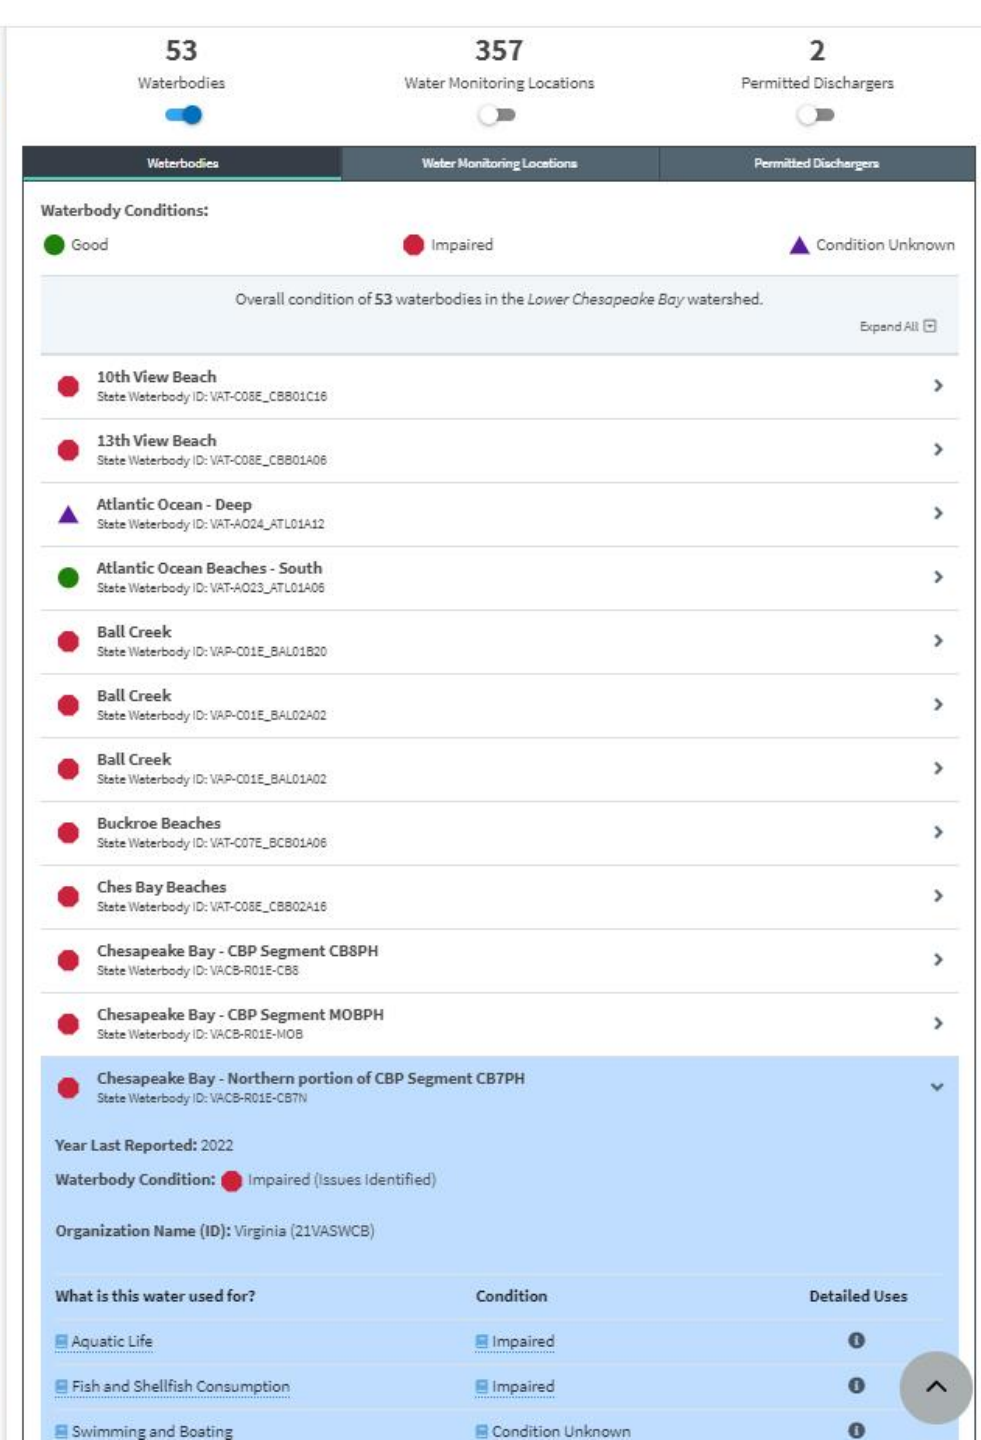 53
Waterbodies
357
Water Monitoring Locations
2
Permitted Dischargers
Waterbodies
Water Monitoring Locations
Permitted Dischargers
Waterbody Conditions:
Good
Impaired
Condition Unknown
Overall condition of 53 waterbodies in the Lower Chesapeake Bay watershed.
Expand All
10th View Beach
State Waterbody ID: VAT-C08E_CBB01C16
13th View Beach
State Waterbody ID: VAT-C08E_CBB01A06
Atlantic Ocean - Deep
State Waterbody ID: VAT-AO24_ATL01A12
Atlantic Ocean Beaches - South
State Waterbody ID: VAT-AO23_ATL01A06
Ball Creek
State Waterbody ID: VAP-C01E_BAL01B20
Ball Creek
State Waterbody ID: VAP-C01E_BAL02A02
Ball Creek
State Waterbody ID: VAP-C01E_BAL01A02
Buckroe Beaches
State Waterbody ID: VAT-C07E_BCB01A06
Ches Bay Beaches
State Waterbody ID: VAT-C08E_CBB02A16
Chesapeake Bay - CBP Segment CB8PH
State Waterbody ID: VACB-R01E-CB8
Chesapeake Bay - CBP Segment MOBPH
State Waterbody ID: VACB-R01E-MOB
Chesapeake Bay - Northern portion of CBP Segment CB7PH
State Waterbody ID: VACB-R01E-CB7N
Year Last Reported: 2022
Waterbody Condition: Impaired (Issues Identified)
Organization Name (ID): Virginia (21VASWCB)
What is this water used for? Condition Detailed Uses
Aquatic Life Impaired
Fish and Shellfish Consumption Impaired
Swimming and Boating Condition Unknown